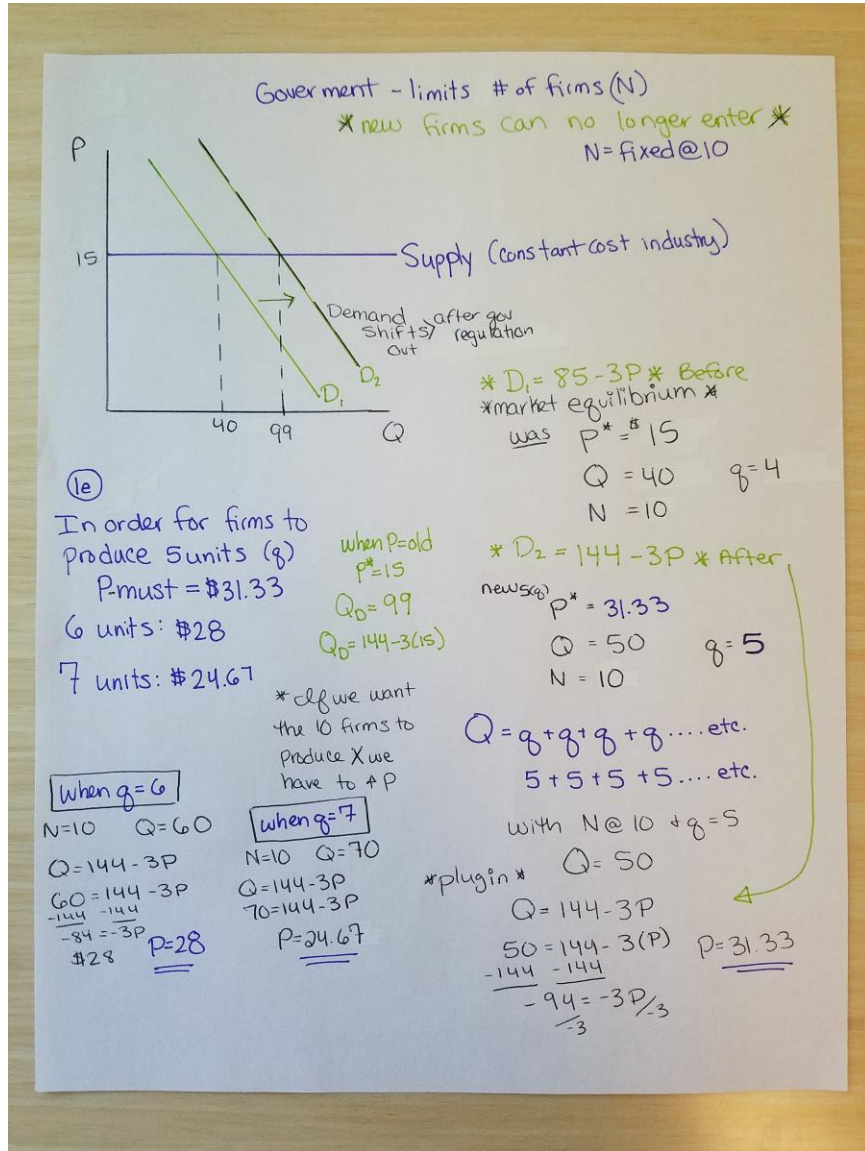 Goverment - limits # of firms (N)
* new firms can no longer enter *
N = fixed @ 10
P
15
Supply (constant cost industry)
Demand
Shifts
Out
> after gov
regulation
D₁
D₂
40
99
Q
* D₁ = 85 - 3P * Before
* market equilibrium *
was P* = $15
Q = 40 q = 4
N = 10
1e
In order for firms to
produce 5 units (q)
P-must = $31.33
6 units: $28
7 units: $24.67
when P=old
P* = 15
Q_D = 99
Q_D = 144 - 3(15)
* D₂ = 144 - 3P * After
new 5(q) P* = 31.33
Q = 50 q = 5
N = 10
* If we want
the 10 firms to
produce X we
have to ↑ P
Q = q + q + q + q .... etc.
5 + 5 + 5 + 5 .... etc.
with N @ 10 + q = 5
Q = 50
*plugin*
Q = 144 - 3P
50 = 144 - 3(P)
-144 -144
-94 = -3P/-3
-3
P = 31.33
when q = 6
N=10 Q=60
Q = 144 - 3P
60 = 144 - 3P
-144 -144
-84 = -3P
$28 P=28
when q = 7
N=10 Q=70
Q=144-3P
70=144-3P
P=24.67